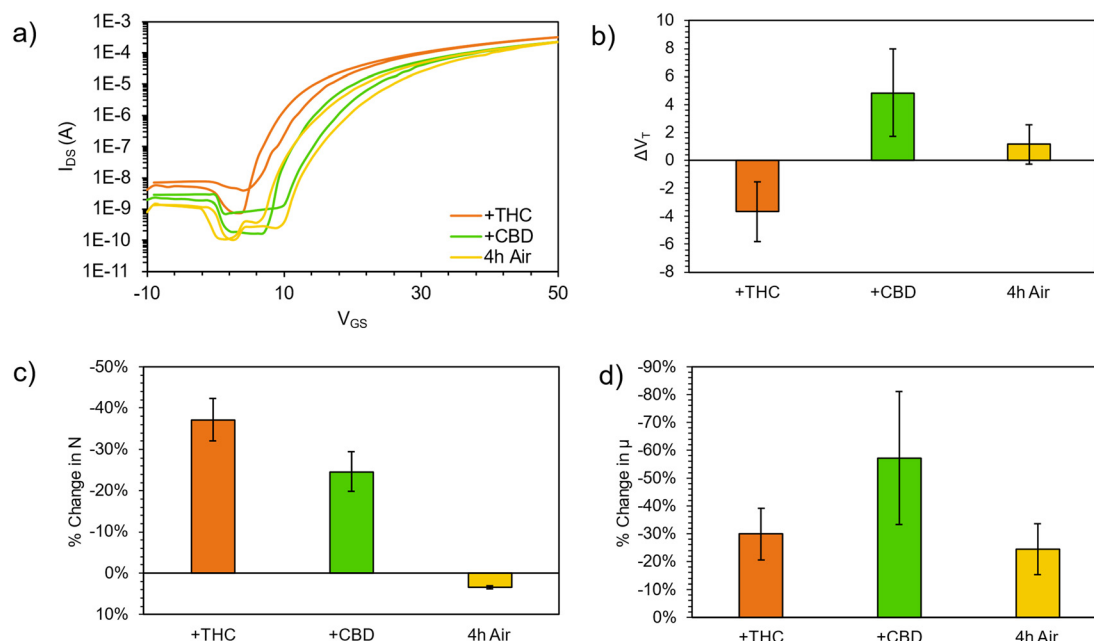 a)
1E-3
1E-4
1E-5
1E-6
1E-7
1E-8
1E-9
1E-10
1E-11
I_DS (A)
+THC
+CBD
4h Air
-10
10
30
50
V_GS
b)
10
8
6
4
2
0
-2
-4
-6
-8
ΔV_T
+THC
+CBD
4h Air
c)
-50%
-40%
-30%
-20%
-10%
0%
10%
% Change in N
+THC
+CBD
4h Air
d)
-90%
-80%
-70%
-60%
-50%
-40%
-30%
-20%
-10%
0%
% Change in µ
+THC
+CBD
4h Air